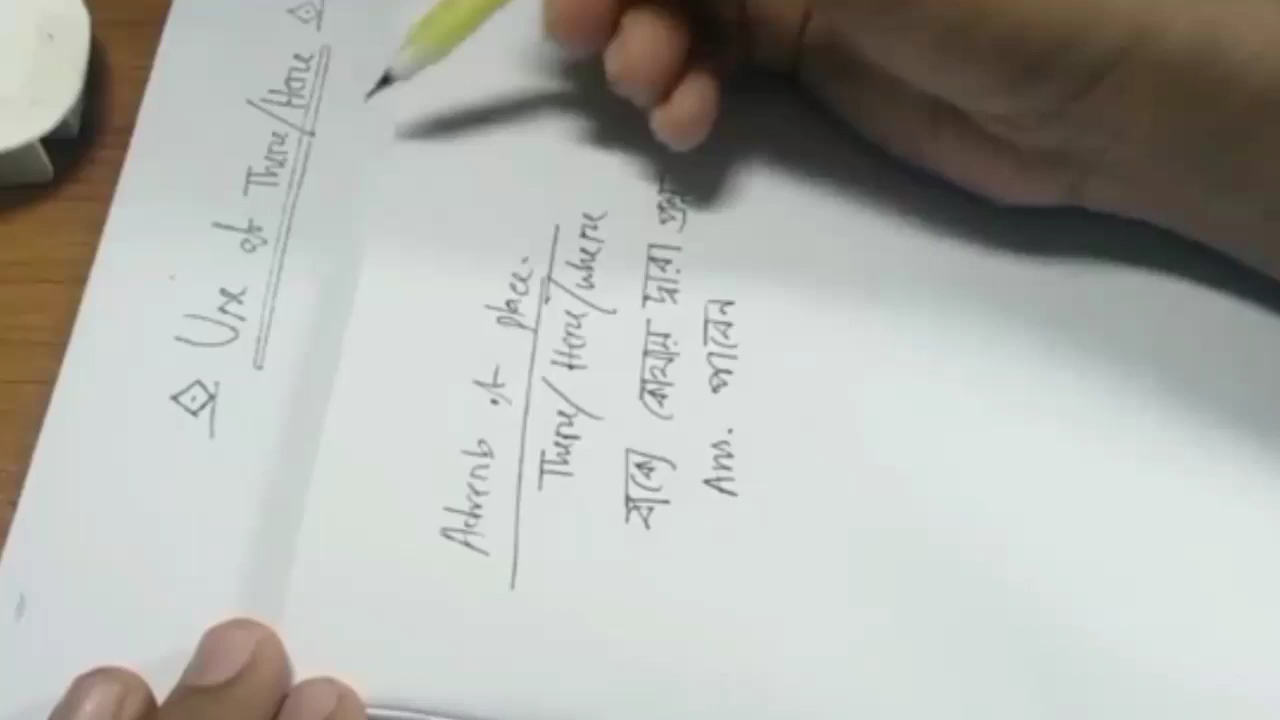 Use of There/Here
Adverb of place.
There/Here/where
বাক্যে কোথায় দ্বারা
Ans. পাবেন